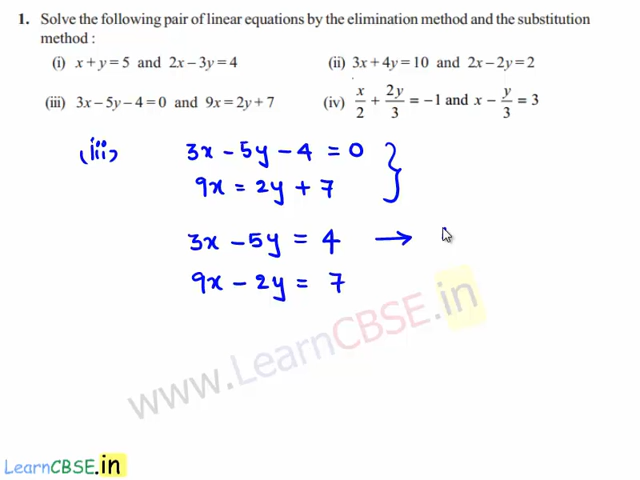 1. Solve the following pair of linear equations by the elimination method and the substitution
method :
(i) x + y = 5 and 2x – 3y = 4 (ii) 3x + 4y = 10 and 2x – 2y = 2
(iii) 3x – 5y – 4 = 0 and 9x = 2y + 7 (iv) x/2 + 2y/3 = –1 and x – y/3 = 3
(iii) 3x – 5y – 4 = 0 }
9x = 2y + 7
3x – 5y = 4 →
9x – 2y = 7
www.LearnCBSE.in
LearnCBSE.in